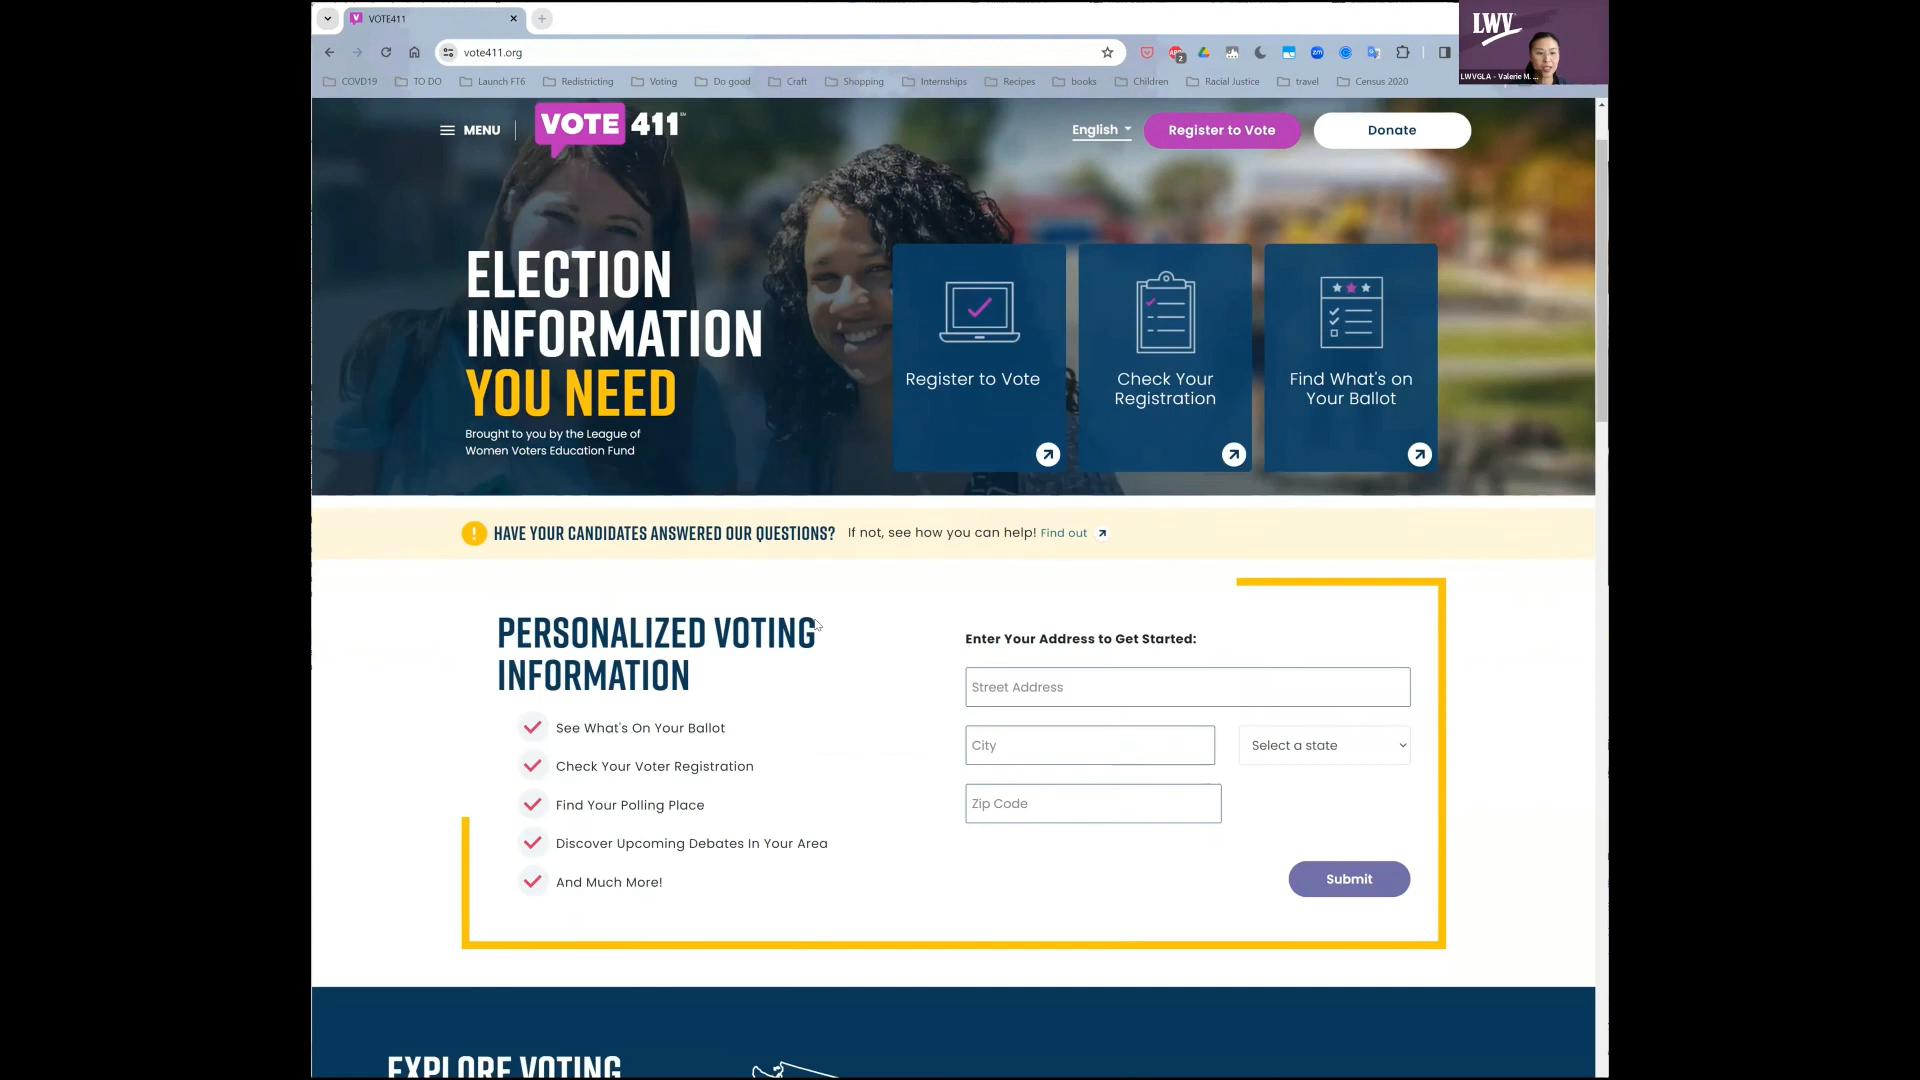 VOTE411
vote411.org
COVD19
TO DO
Launch FT6
Redistricting
Voting
Do good
Craft
Shopping
Internships
Recipes
books
Children
Racial Justice
travel
Census 2020
LWV
LWVGLA - Valerie M. ...
MENU
VOTE 411
English
Register to Vote
Donate
ELECTION
INFORMATION
YOU NEED
Brought to you by the League of
Women Voters Education Fund
Register to Vote
Check Your
Registration
Find What's on
Your Ballot
HAVE YOUR CANDIDATES ANSWERED OUR QUESTIONS? If not, see how you can help! Find out
PERSONALIZED VOTING
INFORMATION
See What's On Your Ballot
Check Your Voter Registration
Find Your Polling Place
Discover Upcoming Debates In Your Area
And Much More!
Enter Your Address to Get Started:
Street Address
City
Select a state
Zip Code
Submit
EXPLORE VOTING